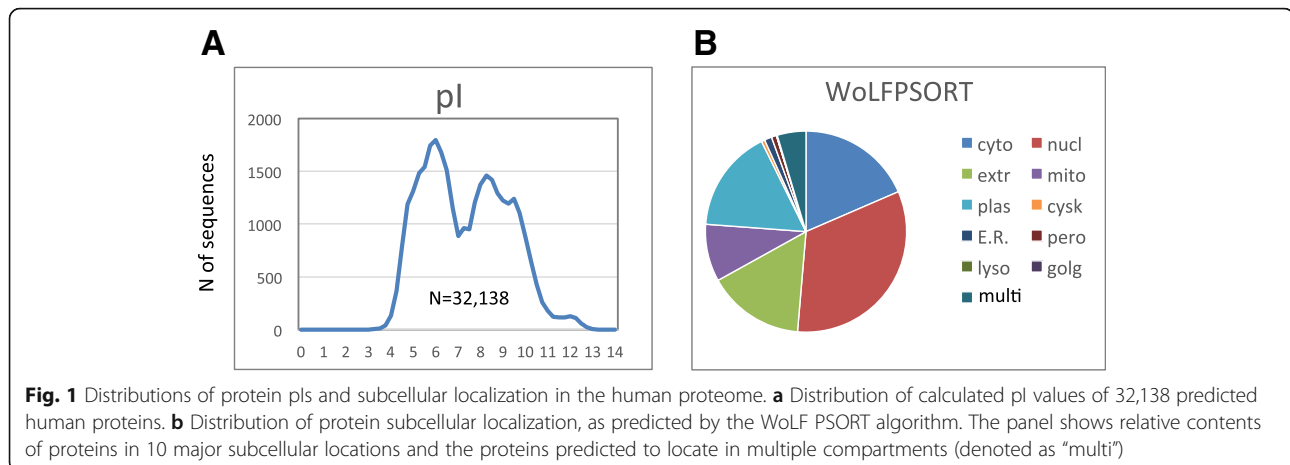 A
B
pI
N of sequences
2000
1500
1000
500
0
N=32,138
0 1 2 3 4 5 6 7 8 9 10 11 12 13 14
WoLFPSORT
cyto nucl
extr mito
plas cysk
E.R. pero
lyso golg
multi
Fig. 1 Distributions of protein pIs and subcellular localization in the human proteome. a Distribution of calculated pI values of 32,138 predicted
human proteins. b Distribution of protein subcellular localization, as predicted by the WoLF PSORT algorithm. The panel shows relative contents
of proteins in 10 major subcellular locations and the proteins predicted to locate in multiple compartments (denoted as “multi”)